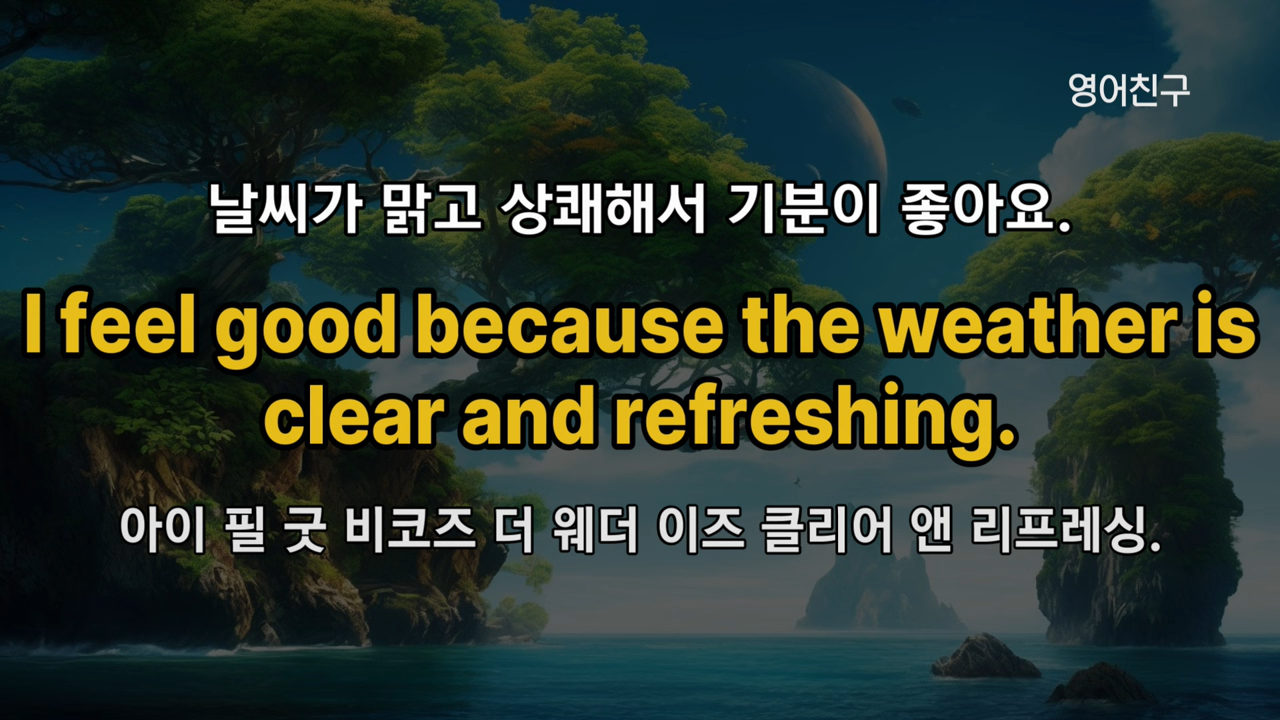 영어친구
날씨가 맑고 상쾌해서 기분이 좋아요.
I feel good because the weather is
clear and refreshing.
아이 필 굿 비코즈 더 웨더 이즈 클리어 앤 리프레싱.